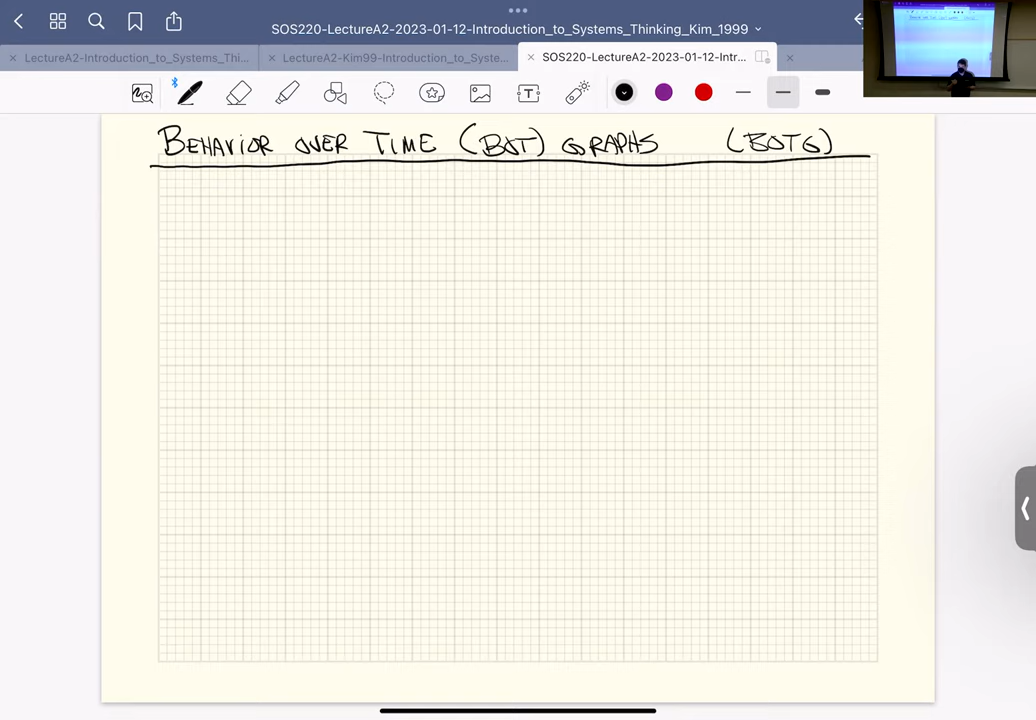 SOS220-LectureA2-2023-01-12-Introduction_to_Systems_Thinking_Kim_1999
LectureA2-Introduction_to_Systems_Thi...
LectureA2-Kim99-Introduction_to_Syste...
SOS220-LectureA2-2023-01-12-Intr...
T
BEHAVIOR OVER TIME (BOT) GRAPHS (BOTG)